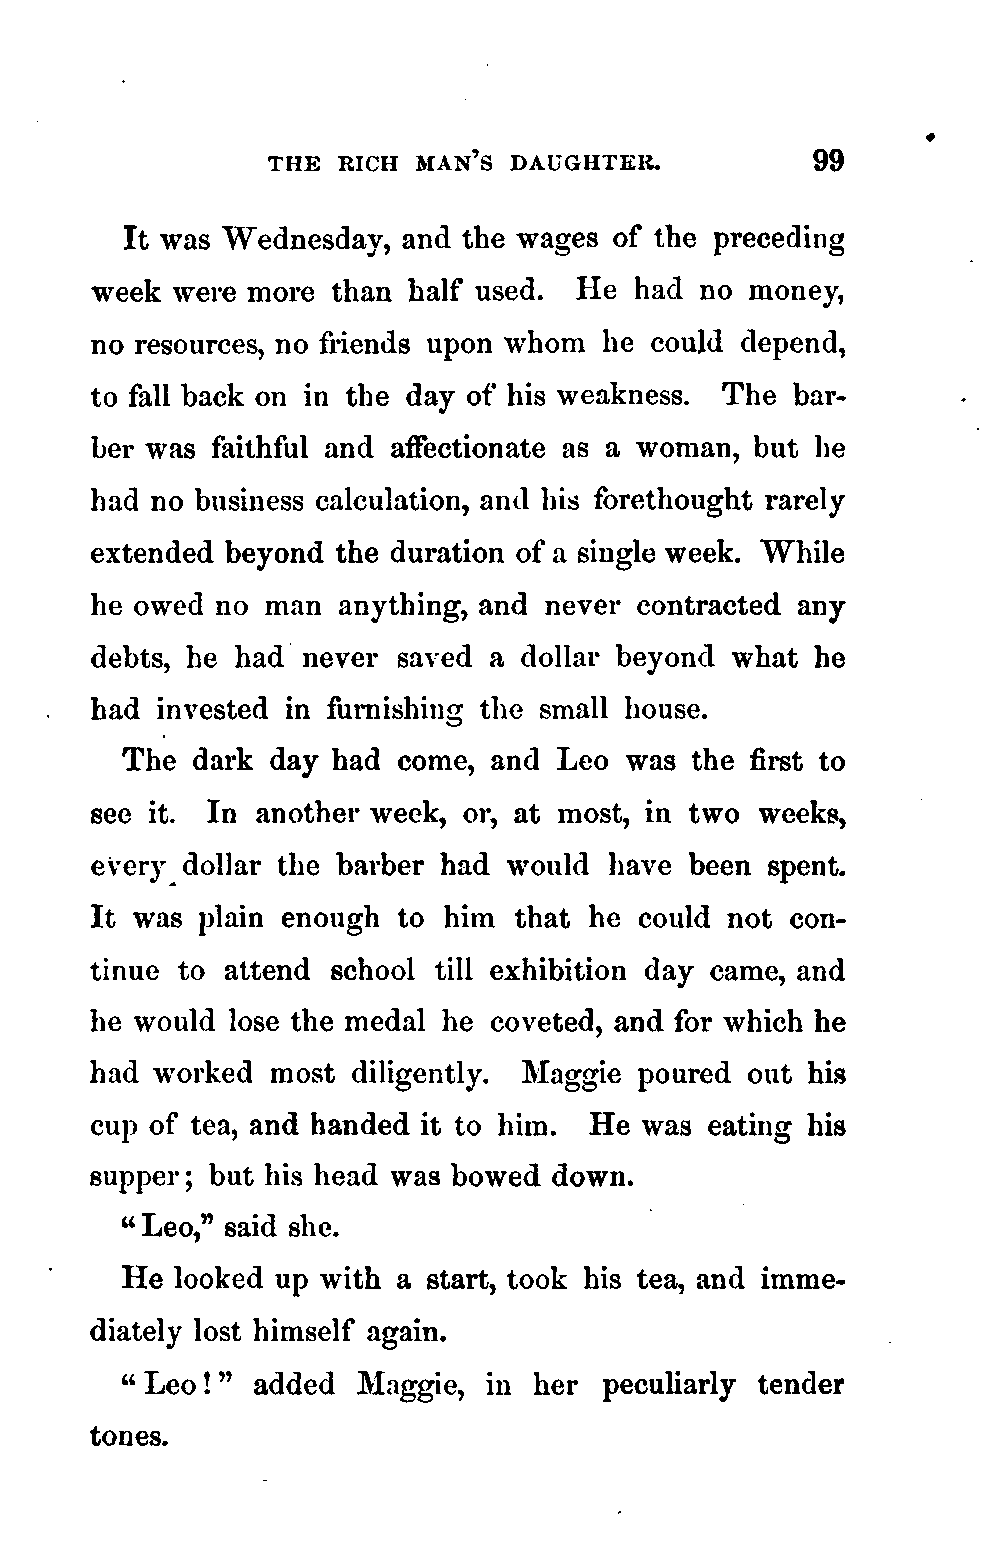 THE RICH MAN'S DAUGHTER. 99
It was Wednesday, and the wages of the preceding
week were more than half used. He had no money,
no resources, no friends upon whom he could depend,
to fall back on in the day of his weakness. The bar-
ber was faithful and affectionate as a woman, but he
had no business calculation, and his forethought rarely
extended beyond the duration of a single week. While
he owed no man anything, and never contracted any
debts, he had never saved a dollar beyond what he
had invested in furnishing the small house.
The dark day had come, and Leo was the first to
see it. In another week, or, at most, in two weeks,
every dollar the barber had would have been spent.
It was plain enough to him that he could not con-
tinue to attend school till exhibition day came, and
he would lose the medal he coveted, and for which he
had worked most diligently. Maggie poured out his
cup of tea, and handed it to him. He was eating his
supper; but his head was bowed down.
"Leo," said she.
He looked up with a start, took his tea, and imme-
diately lost himself again.
"Leo!" added Maggie, in her peculiarly tender
tones.